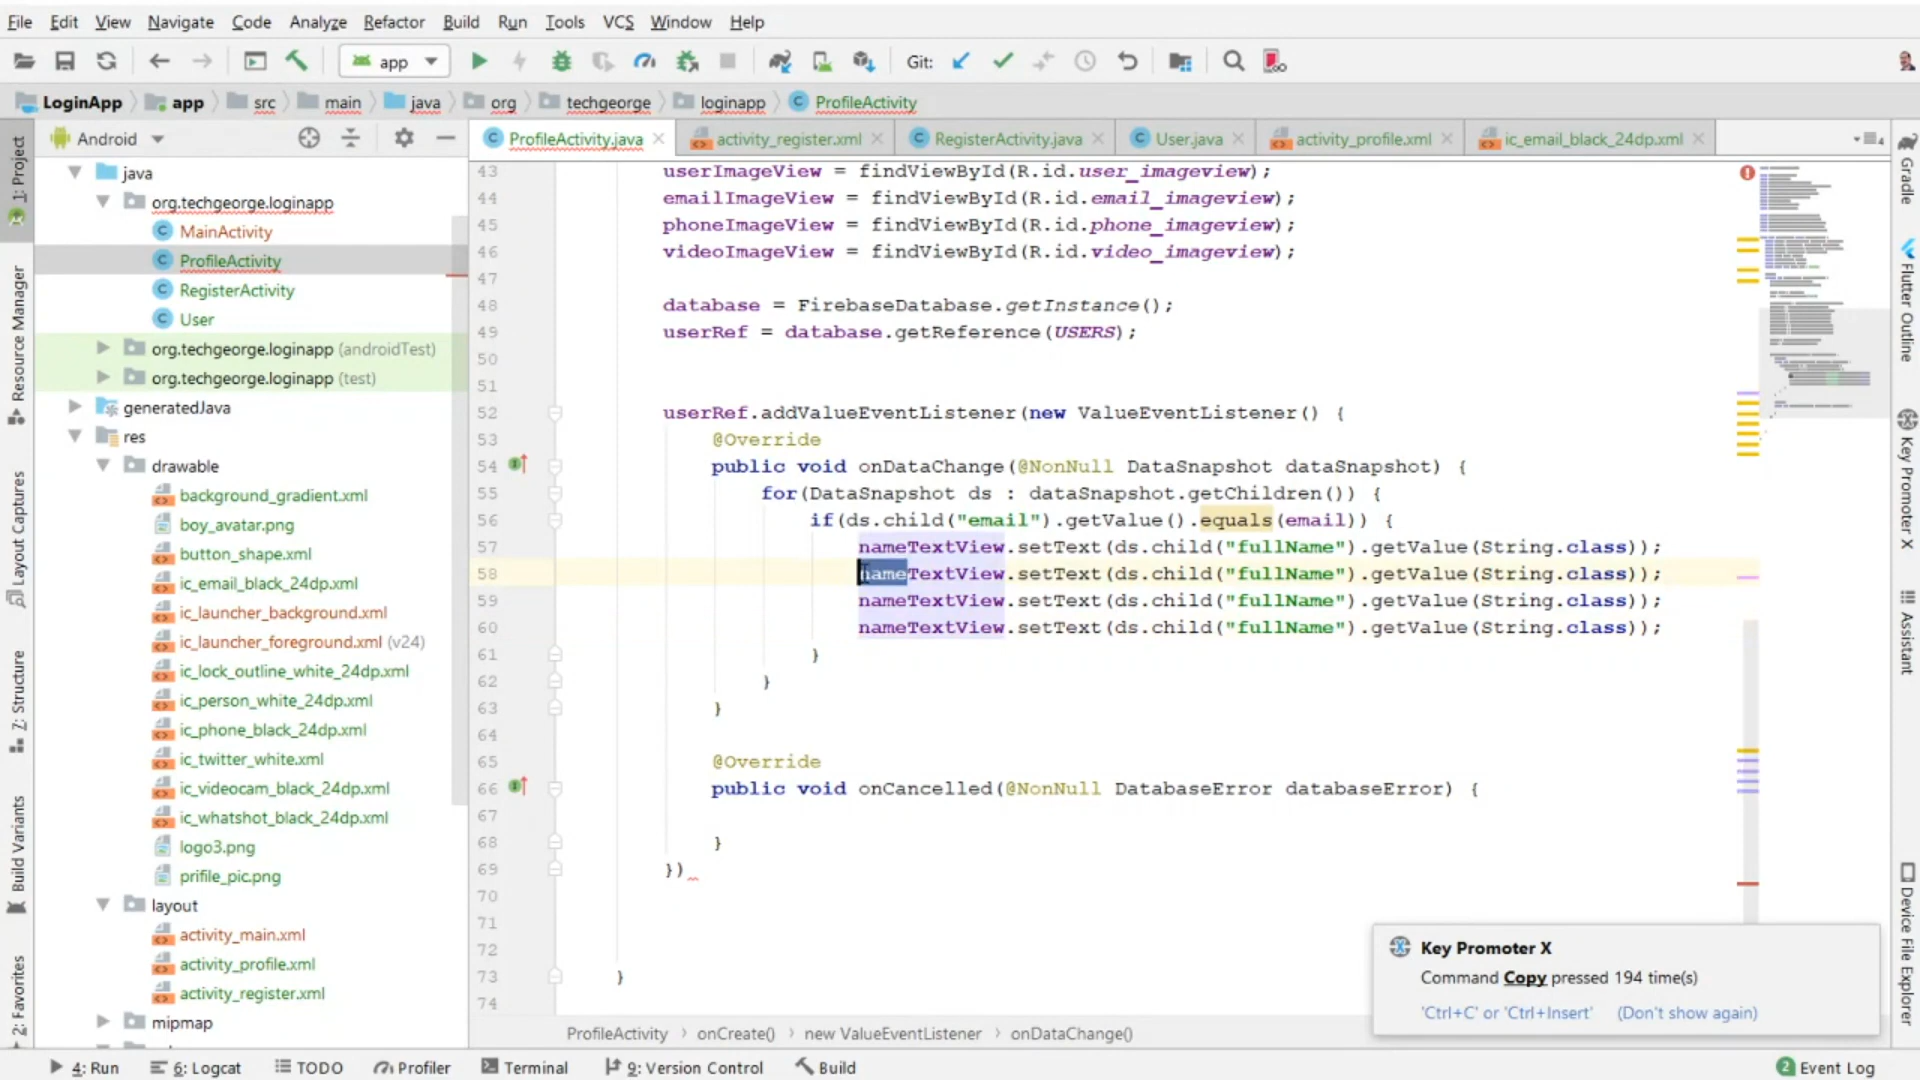 File Edit View Navigate Code Analyze Refactor Build Run Tools VCS Window Help
app Git:
LoginApp app src main java org techgeorge loginapp ProfileActivity
Android
ProfileActivity.java activity_register.xml RegisterActivity.java User.java activity_profile.xml ic_email_black_24dp.xml
1: Project
Resource Manager
Layout Captures
Z: Structure
Build Variants
2: Favorites
java
org.techgeorge.loginapp
MainActivity
ProfileActivity
RegisterActivity
User
org.techgeorge.loginapp (androidTest)
org.techgeorge.loginapp (test)
generatedJava
res
drawable
background_gradient.xml
boy_avatar.png
button_shape.xml
ic_email_black_24dp.xml
ic_launcher_background.xml
ic_launcher_foreground.xml (v24)
ic_lock_outline_white_24dp.xml
ic_person_white_24dp.xml
ic_phone_black_24dp.xml
ic_twitter_white.xml
ic_videocam_black_24dp.xml
ic_whatshot_black_24dp.xml
logo3.png
prifile_pic.png
layout
activity_main.xml
activity_profile.xml
activity_register.xml
mipmap
43 userImageView = findViewById(R.id.user_imageview);
44 emailImageView = findViewById(R.id.email_imageview);
45 phoneImageView = findViewById(R.id.phone_imageview);
46 videoImageView = findViewById(R.id.video_imageview);
47
48 database = FirebaseDatabase.getInstance();
49 userRef = database.getReference(USERS);
50
51
52 userRef.addValueEventListener(new ValueEventListener() {
53 @Override
54 public void onDataChange(@NonNull DataSnapshot dataSnapshot) {
55 for(DataSnapshot ds : dataSnapshot.getChildren()) {
56 if(ds.child("email").getValue().equals(email)) {
57 nameTextView.setText(ds.child("fullName").getValue(String.class));
58 nameTextView.setText(ds.child("fullName").getValue(String.class));
59 nameTextView.setText(ds.child("fullName").getValue(String.class));
60 nameTextView.setText(ds.child("fullName").getValue(String.class));
61 }
62 }
63 }
64
65 @Override
66 public void onCancelled(@NonNull DatabaseError databaseError) {
67
68 }
69 })
70
71
72
73 }
74
ProfileActivity onCreate() new ValueEventListener onDataChange()
Key Promoter X
Command Copy pressed 194 time(s)
'Ctrl+C' or 'Ctrl+Insert' (Don't show again)
Gradle
Flutter Outline
Key Promoter X
Assistant
Device File Explorer
4: Run 6: Logcat TODO Profiler Terminal 9: Version Control Build 2 Event Log